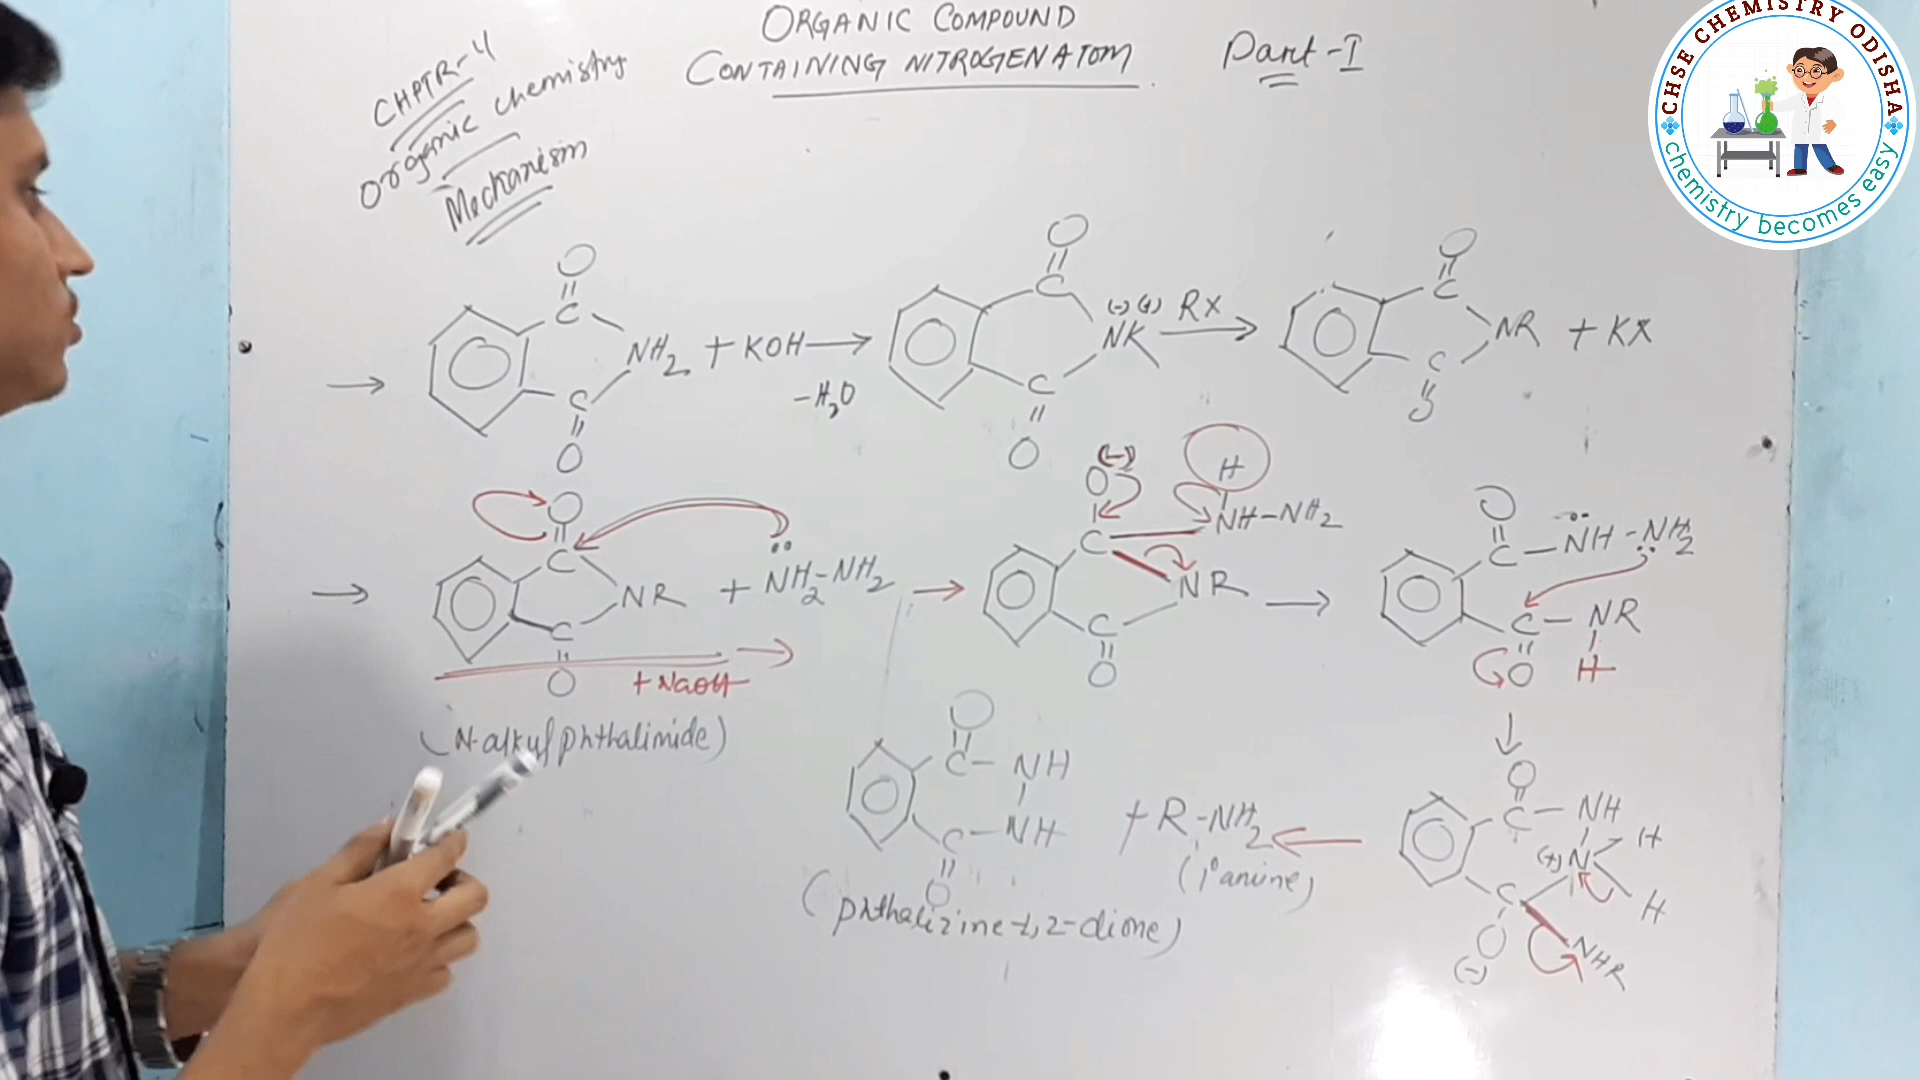 ORGANIC COMPOUND
CONTAINING NITROGEN ATOM
Part-I
CHPTR-4
Organic chemistry
Mechanism
CHSE CHEMISTRY ODISHA
chemistry becomes easy
O
C
NH2 + KOH →
-H2O
C
O
O
C
(-) (+)
NK
RX
C
O
O
C
NR + KX
C
O
→
O
C
NR + NH2-NH2 →
C
O
+ NaOH →
(N-alkyl phthalimide)
(-)
O
H
NH-NH2
C
NR →
C
O
O
C - NH - NH2
C - NR
O H
↓
O
C - NH
H
(+) N
H
C
O
(-)
NHR
O
C - NH
C - NH
O
+ R-NH2 ←
(1° amine)
(phthalizine-1,2-dione)